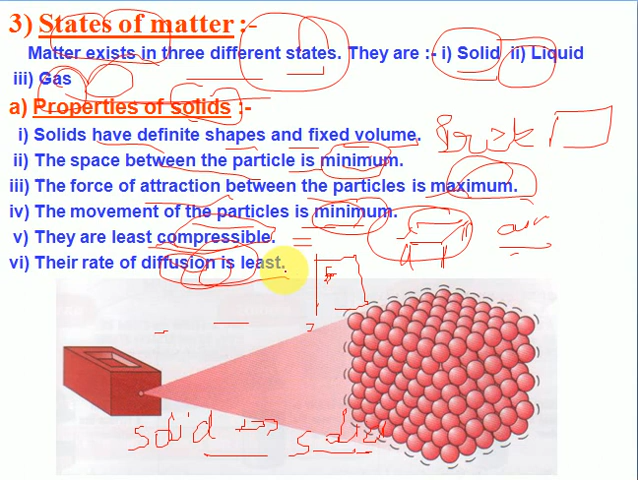 3) States of matter :-
Matter exists in three different states. They are :- i) Solid ii) Liquid
iii) Gas
a) Properties of solids :-
i) Solids have definite shapes and fixed volume. Brick
ii) The space between the particle is minimum.
iii) The force of attraction between the particles is maximum.
iv) The movement of the particles is minimum.
v) They are least compressible.
vi) Their rate of diffusion is least.
solid solid